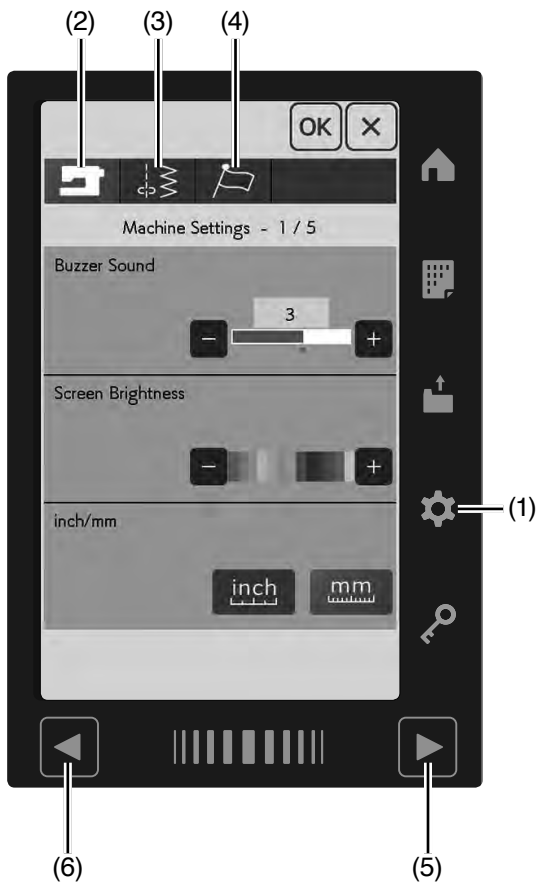 (2) (3) (4)
OK ×
Machine Settings - 1 / 5
Buzzer Sound
3
− +
Screen Brightness
− +
(1)
inch/mm
inch mm
(6) (5)